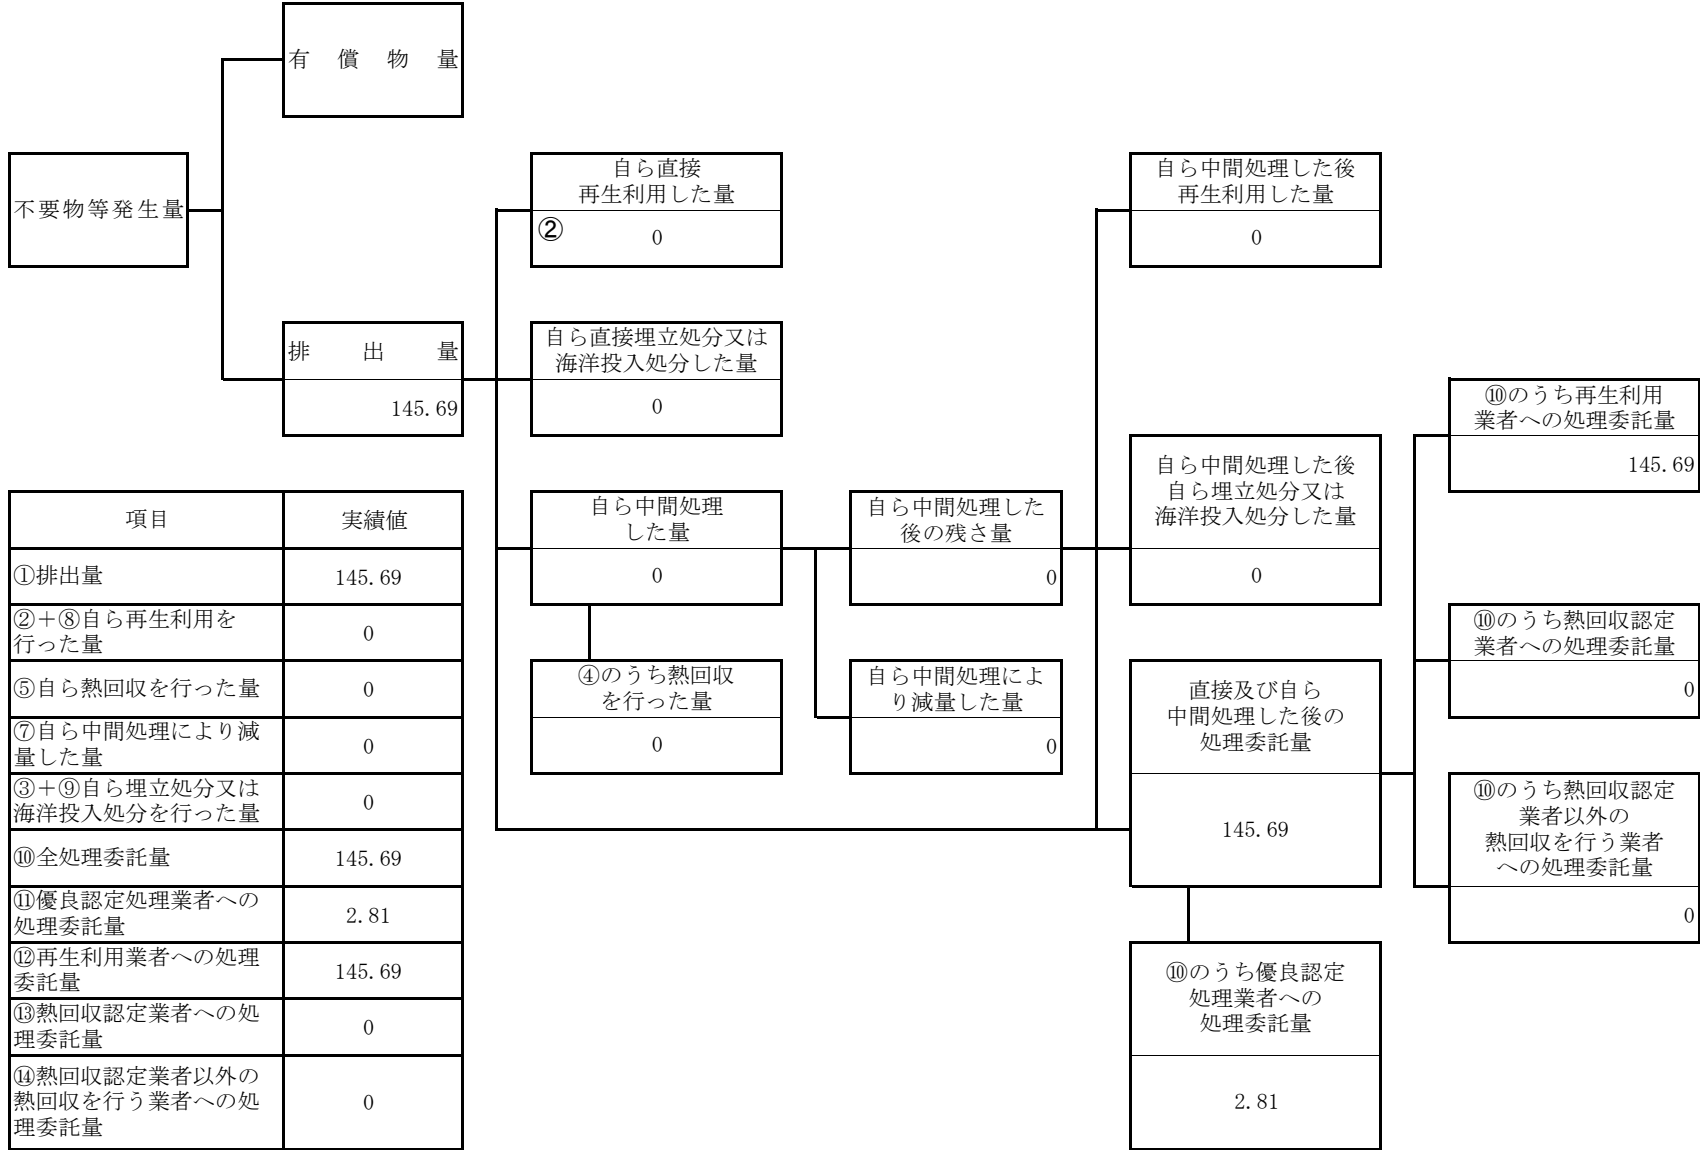 有償物量
不要物等発生量
自ら直接
再生利用した量
②
0
自ら中間処理した後
再生利用した量
0
排出量
145.69
自ら直接埋立処分又は
海洋投入処分した量
0
⑩のうち再生利用
業者への処理委託量
145.69
自ら中間処理
した量
0
自ら中間処理した
後の残さ量
0
自ら中間処理した後
自ら埋立処分又は
海洋投入処分した量
0
⑩のうち熱回収認定
業者への処理委託量
0
④のうち熱回収
を行った量
0
自ら中間処理によ
り減量した量
0
直接及び自ら
中間処理した後の
処理委託量
145.69
⑩のうち熱回収認定
業者以外の
熱回収を行う業者
への処理委託量
0
⑩のうち優良認定
処理業者への
処理委託量
2.81
項目
実績値
①排出量
145.69
②+⑧自ら再生利用を
行った量
0
⑤自ら熱回収を行った量
0
⑦自ら中間処理により減
量した量
0
③+⑨自ら埋立処分又は
海洋投入処分を行った量
0
⑩全処理委託量
145.69
⑪優良認定処理業者への
処理委託量
2.81
⑫再生利用業者への処理
委託量
145.69
⑬熱回収認定業者への処
理委託量
0
⑭熱回収認定業者以外の
熱回収を行う業者への処
理委託量
0